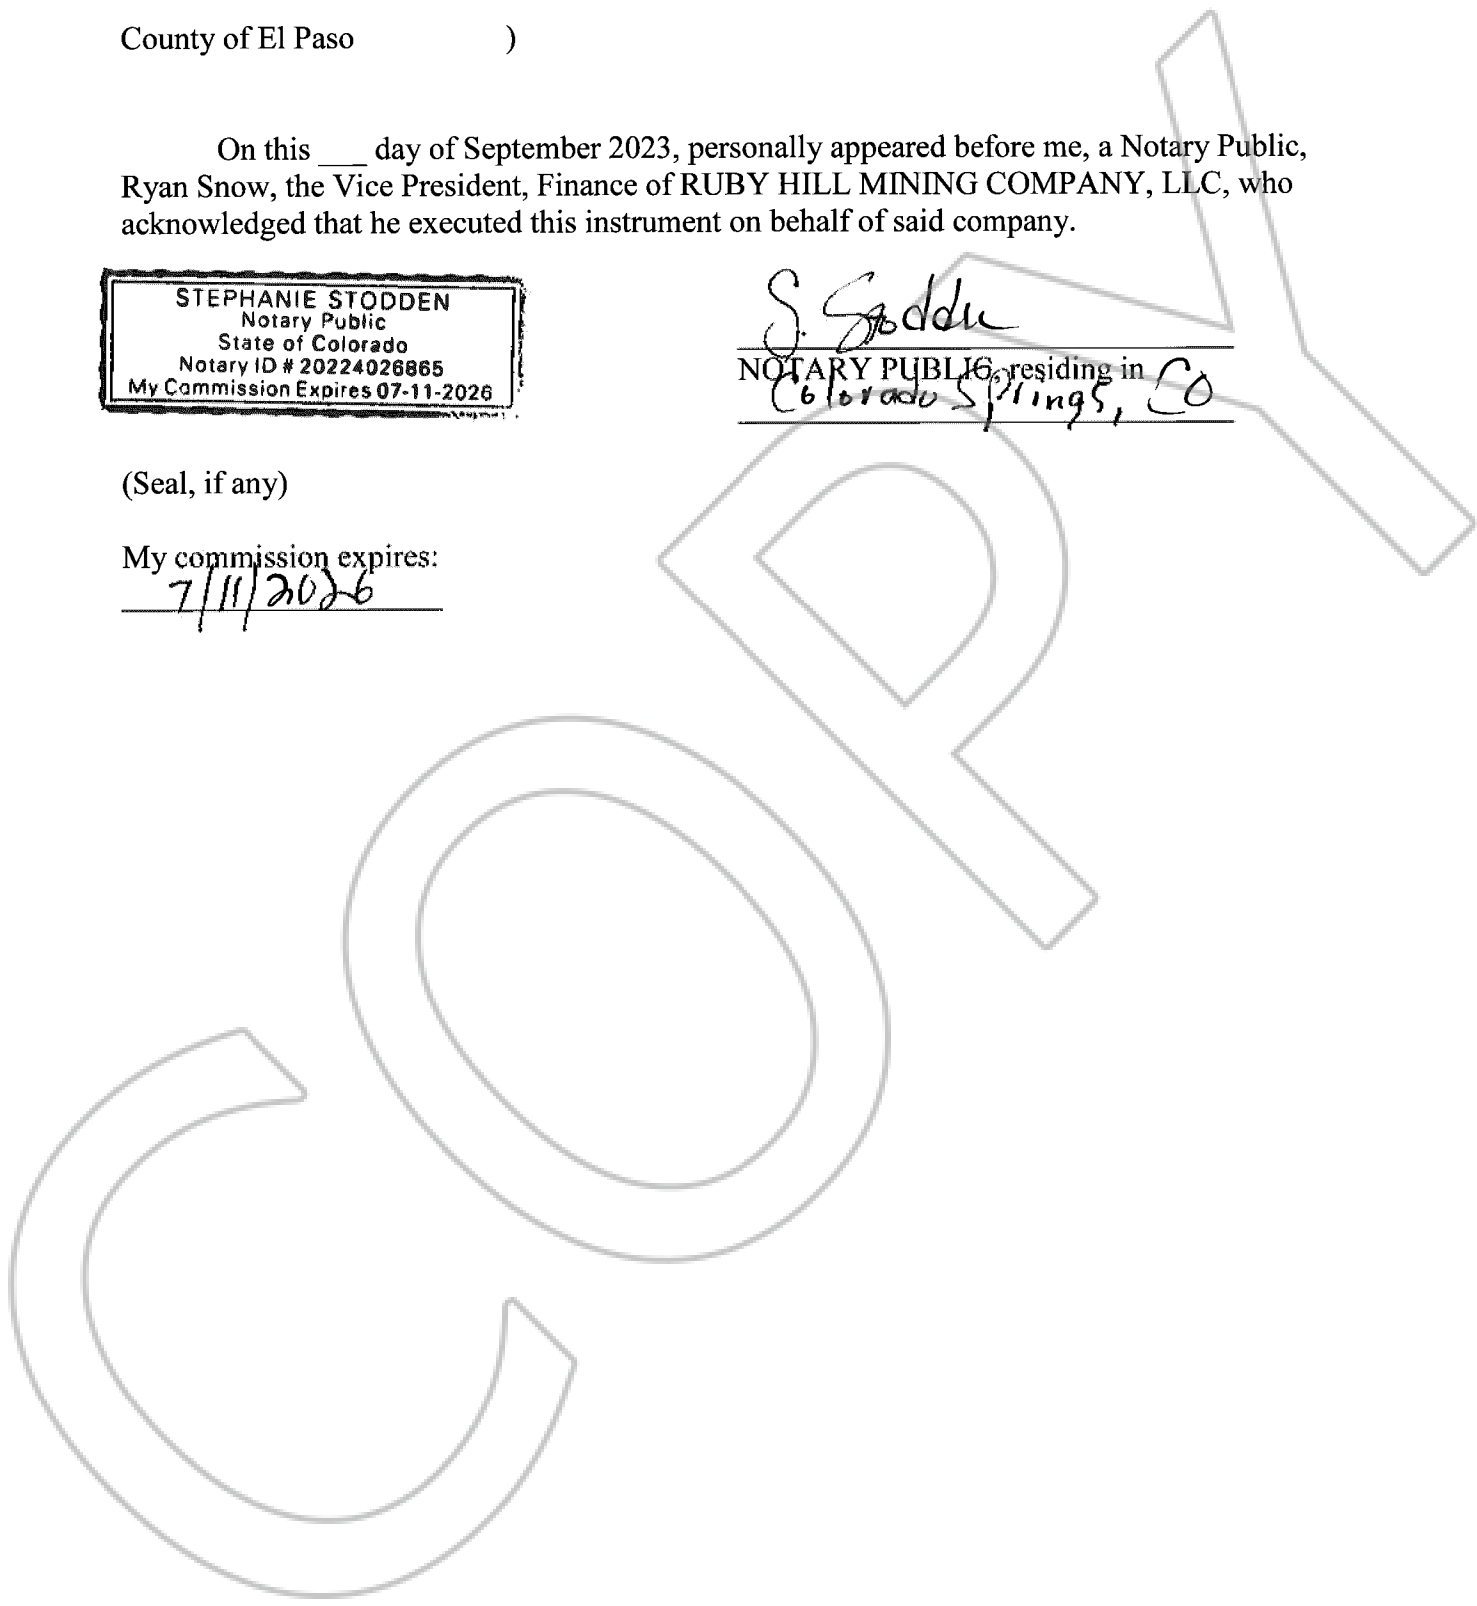 County of El Paso )
On this ___ day of September 2023, personally appeared before me, a Notary Public,
Ryan Snow, the Vice President, Finance of RUBY HILL MINING COMPANY, LLC, who
acknowledged that he executed this instrument on behalf of said company.
STEPHANIE STODDEN
Notary Public
State of Colorado
Notary ID # 20224026865
My Commission Expires 07-11-2026
S. Stodden
NOTARY PUBLIC, residing in
Colorado Springs, CO
(Seal, if any)
My commission expires:
7/11/2026
COPY